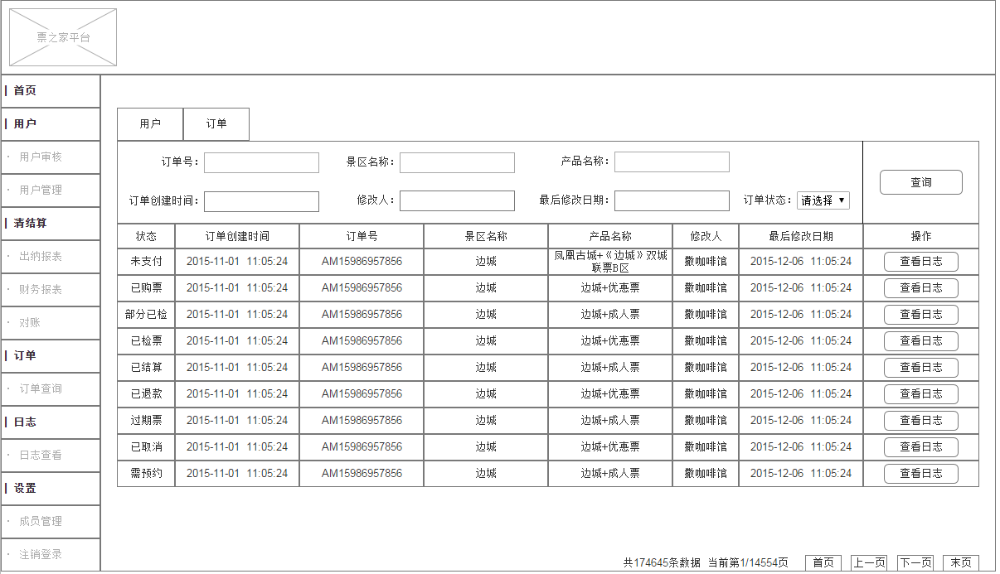 票之家平台
首页
用户
· 用户审核
· 用户管理
清结算
· 出纳报表
· 财务报表
· 对账
订单
· 订单查询
日志
· 日志查看
设置
· 成员管理
· 注销登录
用户 订单
订单号： 景区名称： 产品名称：
订单创建时间： 修改人： 最后修改日期： 订单状态： 请选择 ▼
查询
状态 订单创建时间 订单号 景区名称 产品名称 修改人 最后修改日期 操作
未支付 2015-11-01 11:05:24 AM15986957856 边城 凤凰古城+《边城》双城 撒咖啡馆 2015-12-06 11:05:24 查看日志
联票B区
已购票 2015-11-01 11:05:24 AM15986957856 边城 边城+优惠票 撒咖啡馆 2015-12-06 11:05:24 查看日志
部分已检 2015-11-01 11:05:24 AM15986957856 边城 边城+成人票 撒咖啡馆 2015-12-06 11:05:24 查看日志
已检票 2015-11-01 11:05:24 AM15986957856 边城 边城+优惠票 撒咖啡馆 2015-12-06 11:05:24 查看日志
已结算 2015-11-01 11:05:24 AM15986957856 边城 边城+成人票 撒咖啡馆 2015-12-06 11:05:24 查看日志
已退款 2015-11-01 11:05:24 AM15986957856 边城 边城+优惠票 撒咖啡馆 2015-12-06 11:05:24 查看日志
过期票 2015-11-01 11:05:24 AM15986957856 边城 边城+成人票 撒咖啡馆 2015-12-06 11:05:24 查看日志
已取消 2015-11-01 11:05:24 AM15986957856 边城 边城+优惠票 撒咖啡馆 2015-12-06 11:05:24 查看日志
需预约 2015-11-01 11:05:24 AM15986957856 边城 边城+成人票 撒咖啡馆 2015-12-06 11:05:24 查看日志
共174645条数据 当前第1/14554页 首页 上一页 下一页 末页